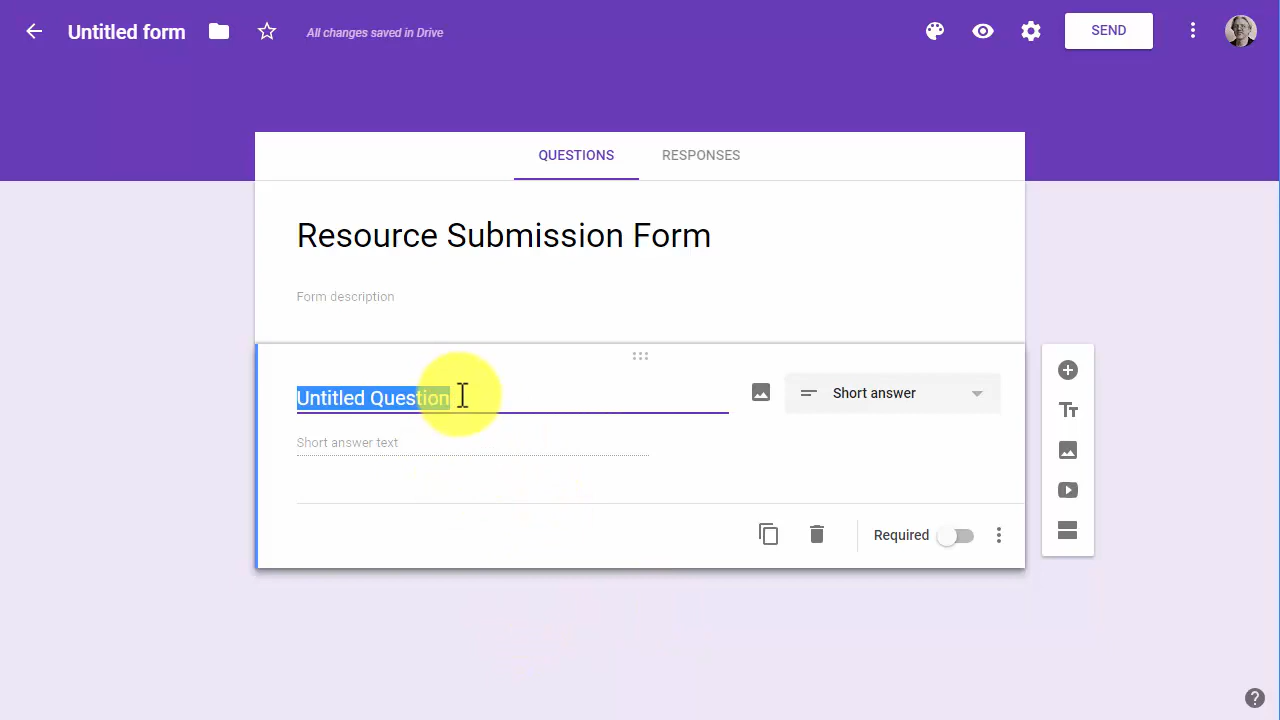 Untitled form
All changes saved in Drive
SEND
QUESTIONS
RESPONSES
Resource Submission Form
Form description
Untitled Question
Short answer
Short answer text
Required